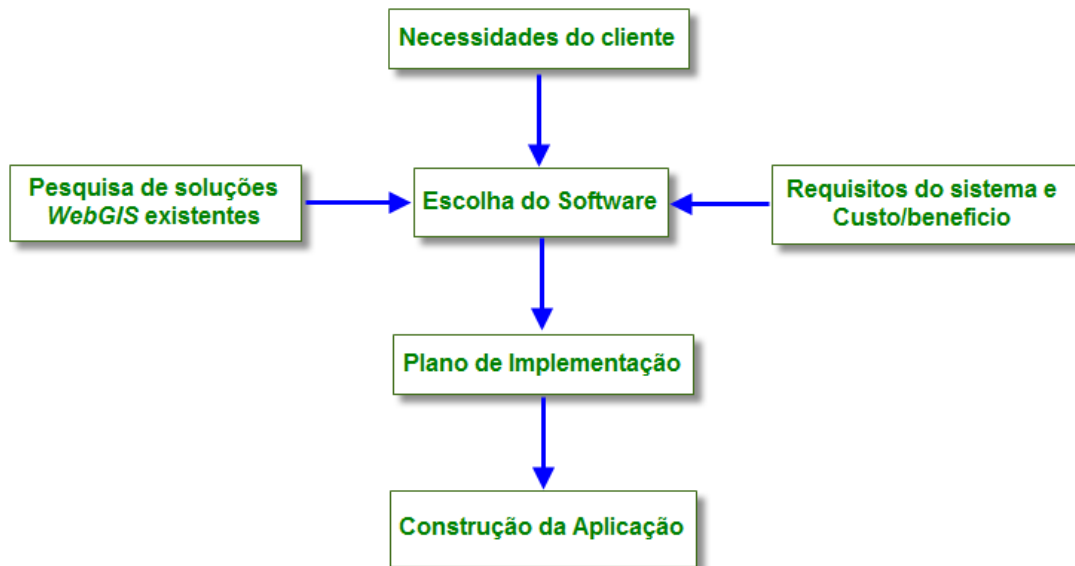 Necessidades do cliente
Pesquisa de soluções
WebGIS existentes
Escolha do Software
Requisitos do sistema e
Custo/beneficio
Plano de Implementação
Construção da Aplicação